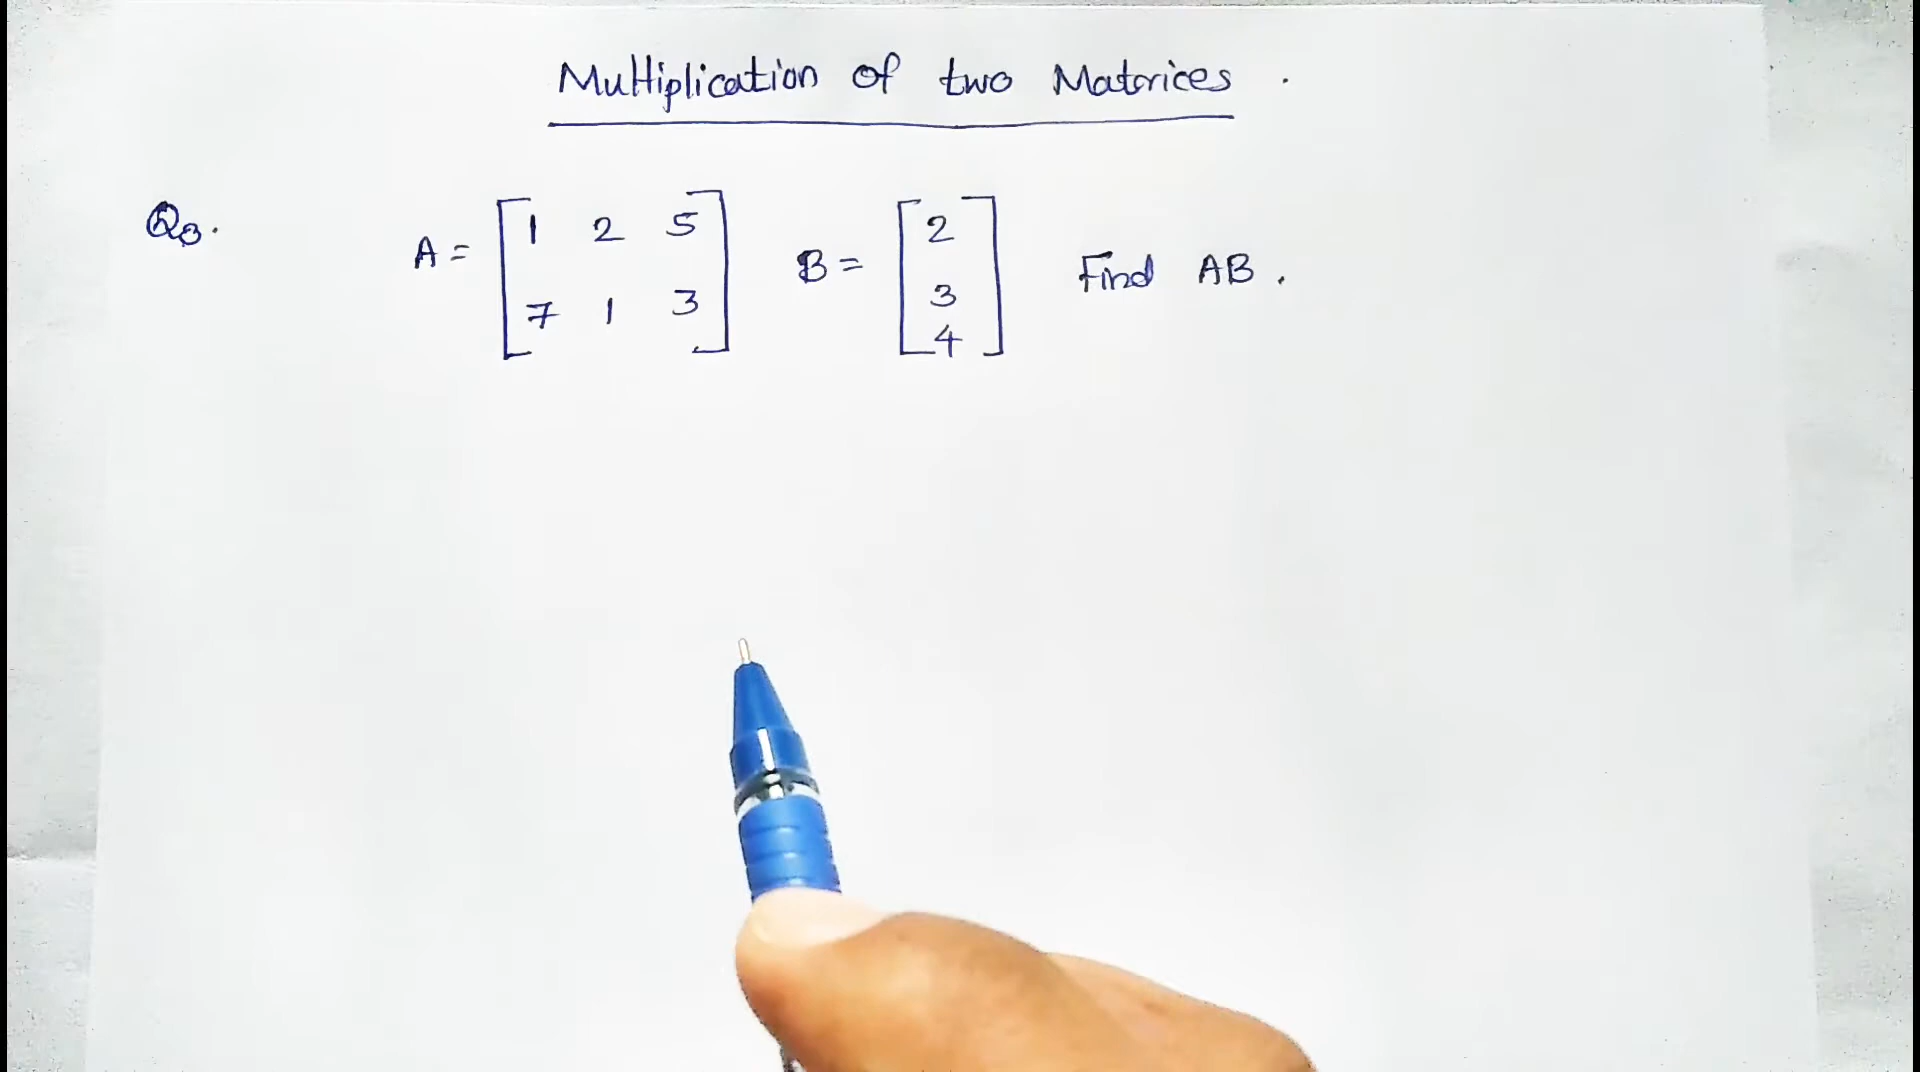 Multiplication of two Matrices .
Q3. A = [1 2 5
7 1 3] B = [2
3
4] Find AB .